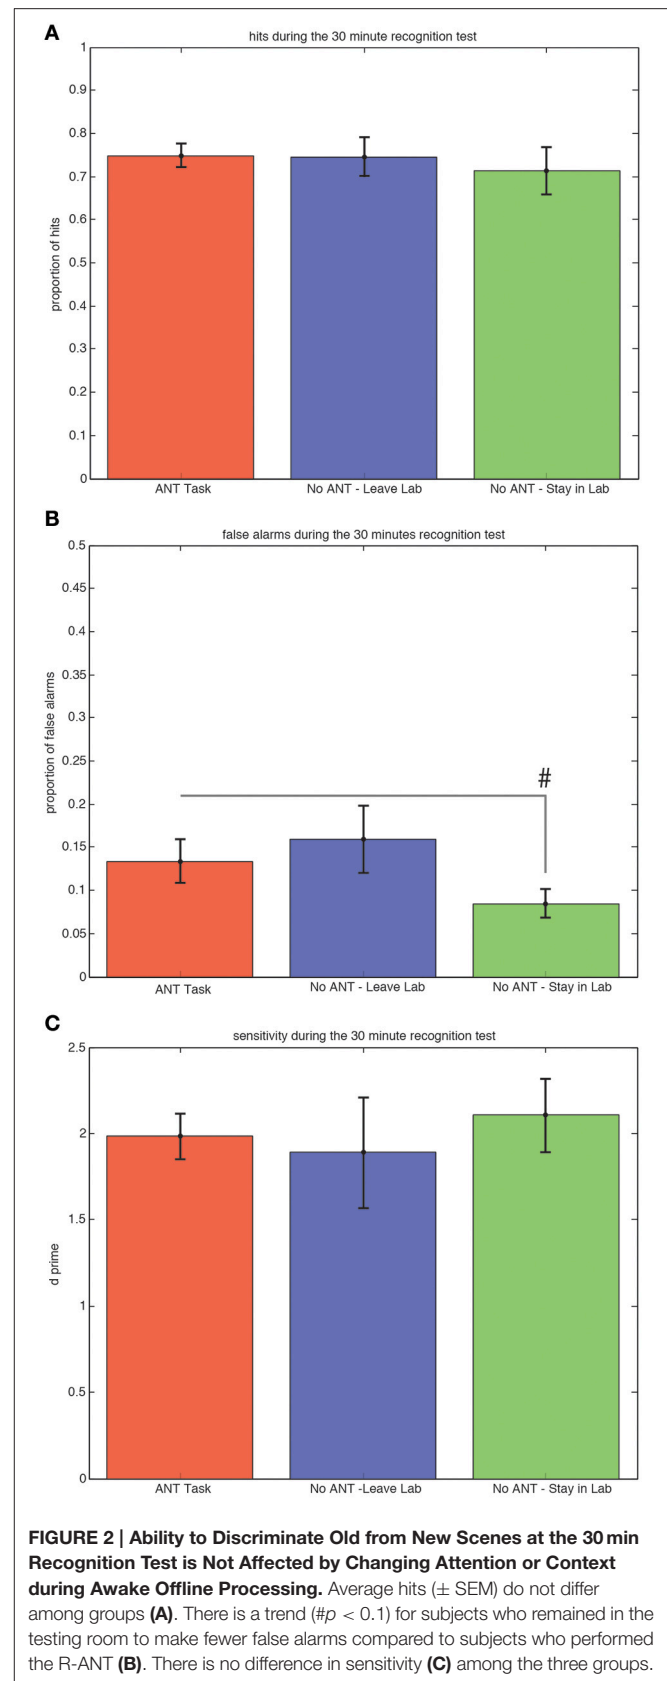 A
hits during the 30 minute recognition test
1
0.9
0.8
0.7
0.6
0.5
0.4
0.3
0.2
0.1
0
proportion of hits
ANT Task
No ANT - Leave Lab
No ANT - Stay in Lab
B
false alarms during the 30 minutes recognition test
0.5
0.45
0.4
0.35
0.3
0.25
0.2
0.15
0.1
0.05
0
proportion of false alarms
#
ANT Task
No ANT - Leave Lab
No ANT - Stay in Lab
C
sensitivity during the 30 minute recognition test
2.5
2
1.5
1
0.5
0
d prime
ANT Task
No ANT -Leave Lab
No ANT - Stay in Lab
FIGURE 2 | Ability to Discriminate Old from New Scenes at the 30 min
Recognition Test is Not Affected by Changing Attention or Context
during Awake Offline Processing. Average hits (± SEM) do not differ
among groups (A). There is a trend (#p < 0.1) for subjects who remained in the
testing room to make fewer false alarms compared to subjects who performed
the R-ANT (B). There is no difference in sensitivity (C) among the three groups.